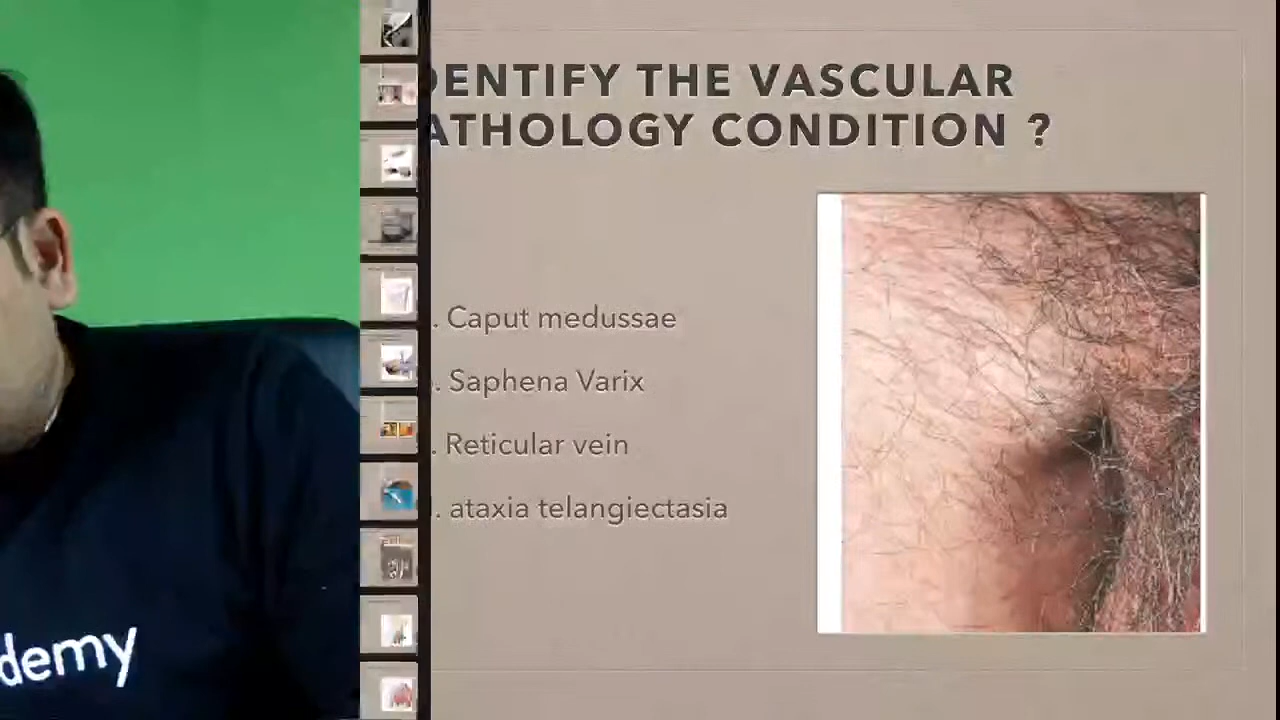 DENTIFY THE VASCULAR
ATHOLOGY CONDITION ?
. Caput medussae
. Saphena Varix
. Reticular vein
. ataxia telangiectasia
demy